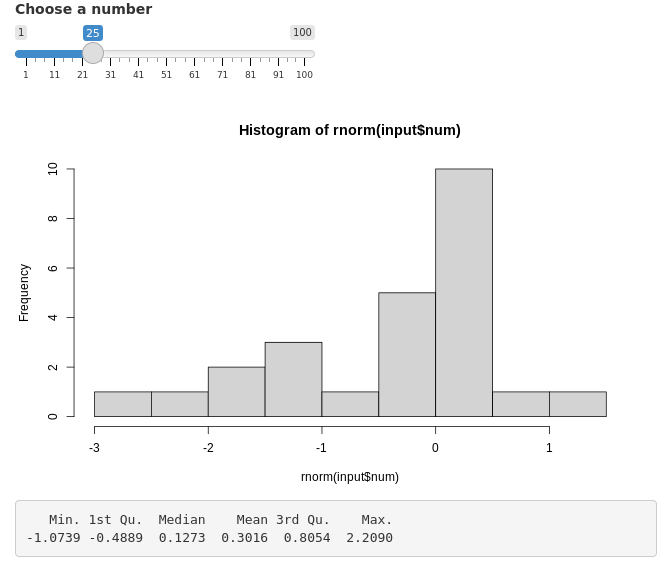 Choose a number
1 25 100
1 11 21 31 41 51 61 71 81 91 100
Histogram of rnorm(input$num)
Frequency
10
8
6
4
2
0
-3 -2 -1 0 1
rnorm(input$num)
Min. 1st Qu. Median Mean 3rd Qu. Max.
-1.0739 -0.4889 0.1273 0.3016 0.8054 2.2090